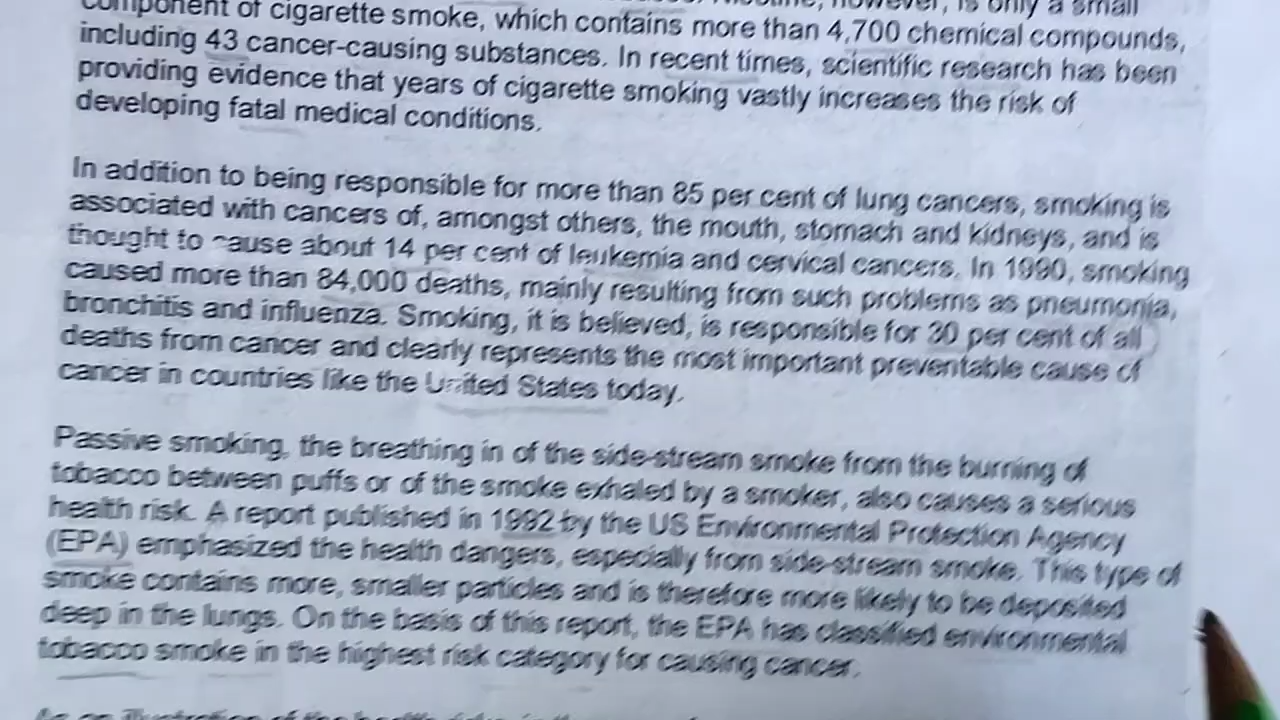 component of cigarette smoke, which contains more than 4,700 chemical compounds,
including 43 cancer-causing substances. In recent times, scientific research has been
providing evidence that years of cigarette smoking vastly increases the risk of
developing fatal medical conditions.
In addition to being responsible for more than 85 per cent of lung cancers, smoking is
associated with cancers of, amongst others, the mouth, stomach and kidneys, and is
thought to cause about 14 per cent of leukemia and cervical cancers. In 1990, smoking
caused more than 84,000 deaths, mainly resulting from such problems as pneumonia,
bronchitis and influenza. Smoking, it is believed, is responsible for 30 per cent of all
deaths from cancer and clearly represents the most important preventable cause of
cancer in countries like the United States today.
Passive smoking, the breathing in of the side-stream smoke from the burning of
tobacco between puffs or of the smoke exhaled by a smoker, also causes a serious
health risk. A report published in 1992 by the US Environmental Protection Agency
(EPA) emphasized the health dangers, especially from side-stream smoke. This type of
smoke contains more, smaller particles and is therefore more likely to be deposited
deep in the lungs. On the basis of this report, the EPA has classified environmental
tobacco smoke in the highest risk category for causing cancer.